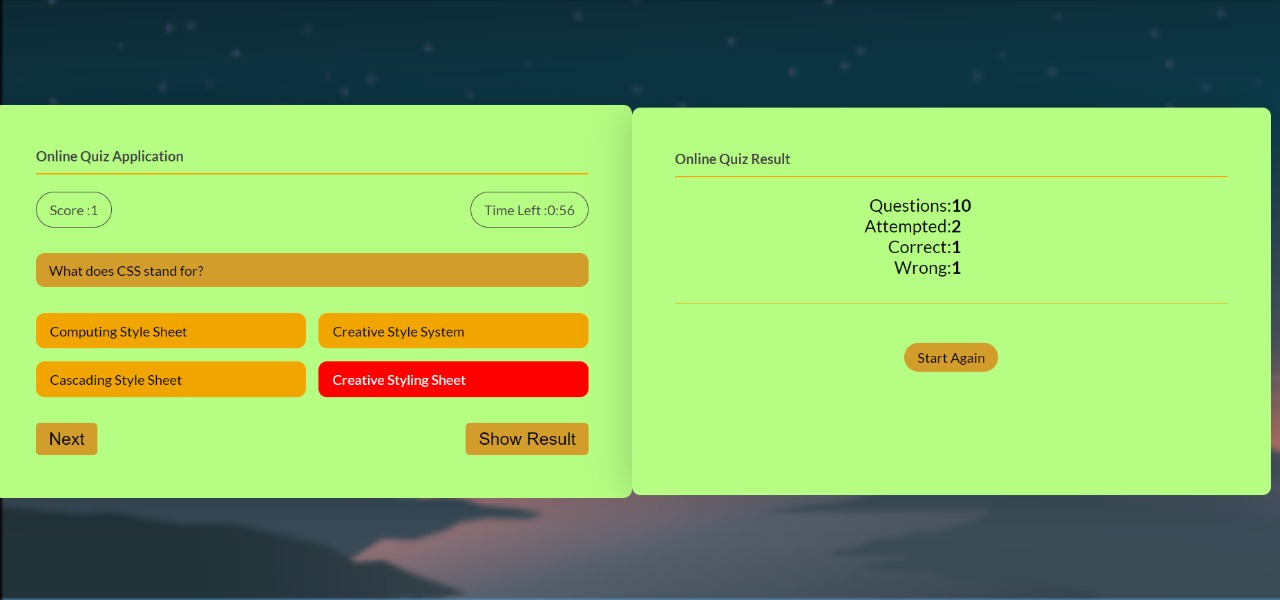 Online Quiz Application
Score :1
Time Left :0:56
What does CSS stand for?
Computing Style Sheet
Creative Style System
Cascading Style Sheet
Creative Styling Sheet
Next
Show Result
Online Quiz Result
Questions:10
Attempted:2
Correct:1
Wrong:1
Start Again